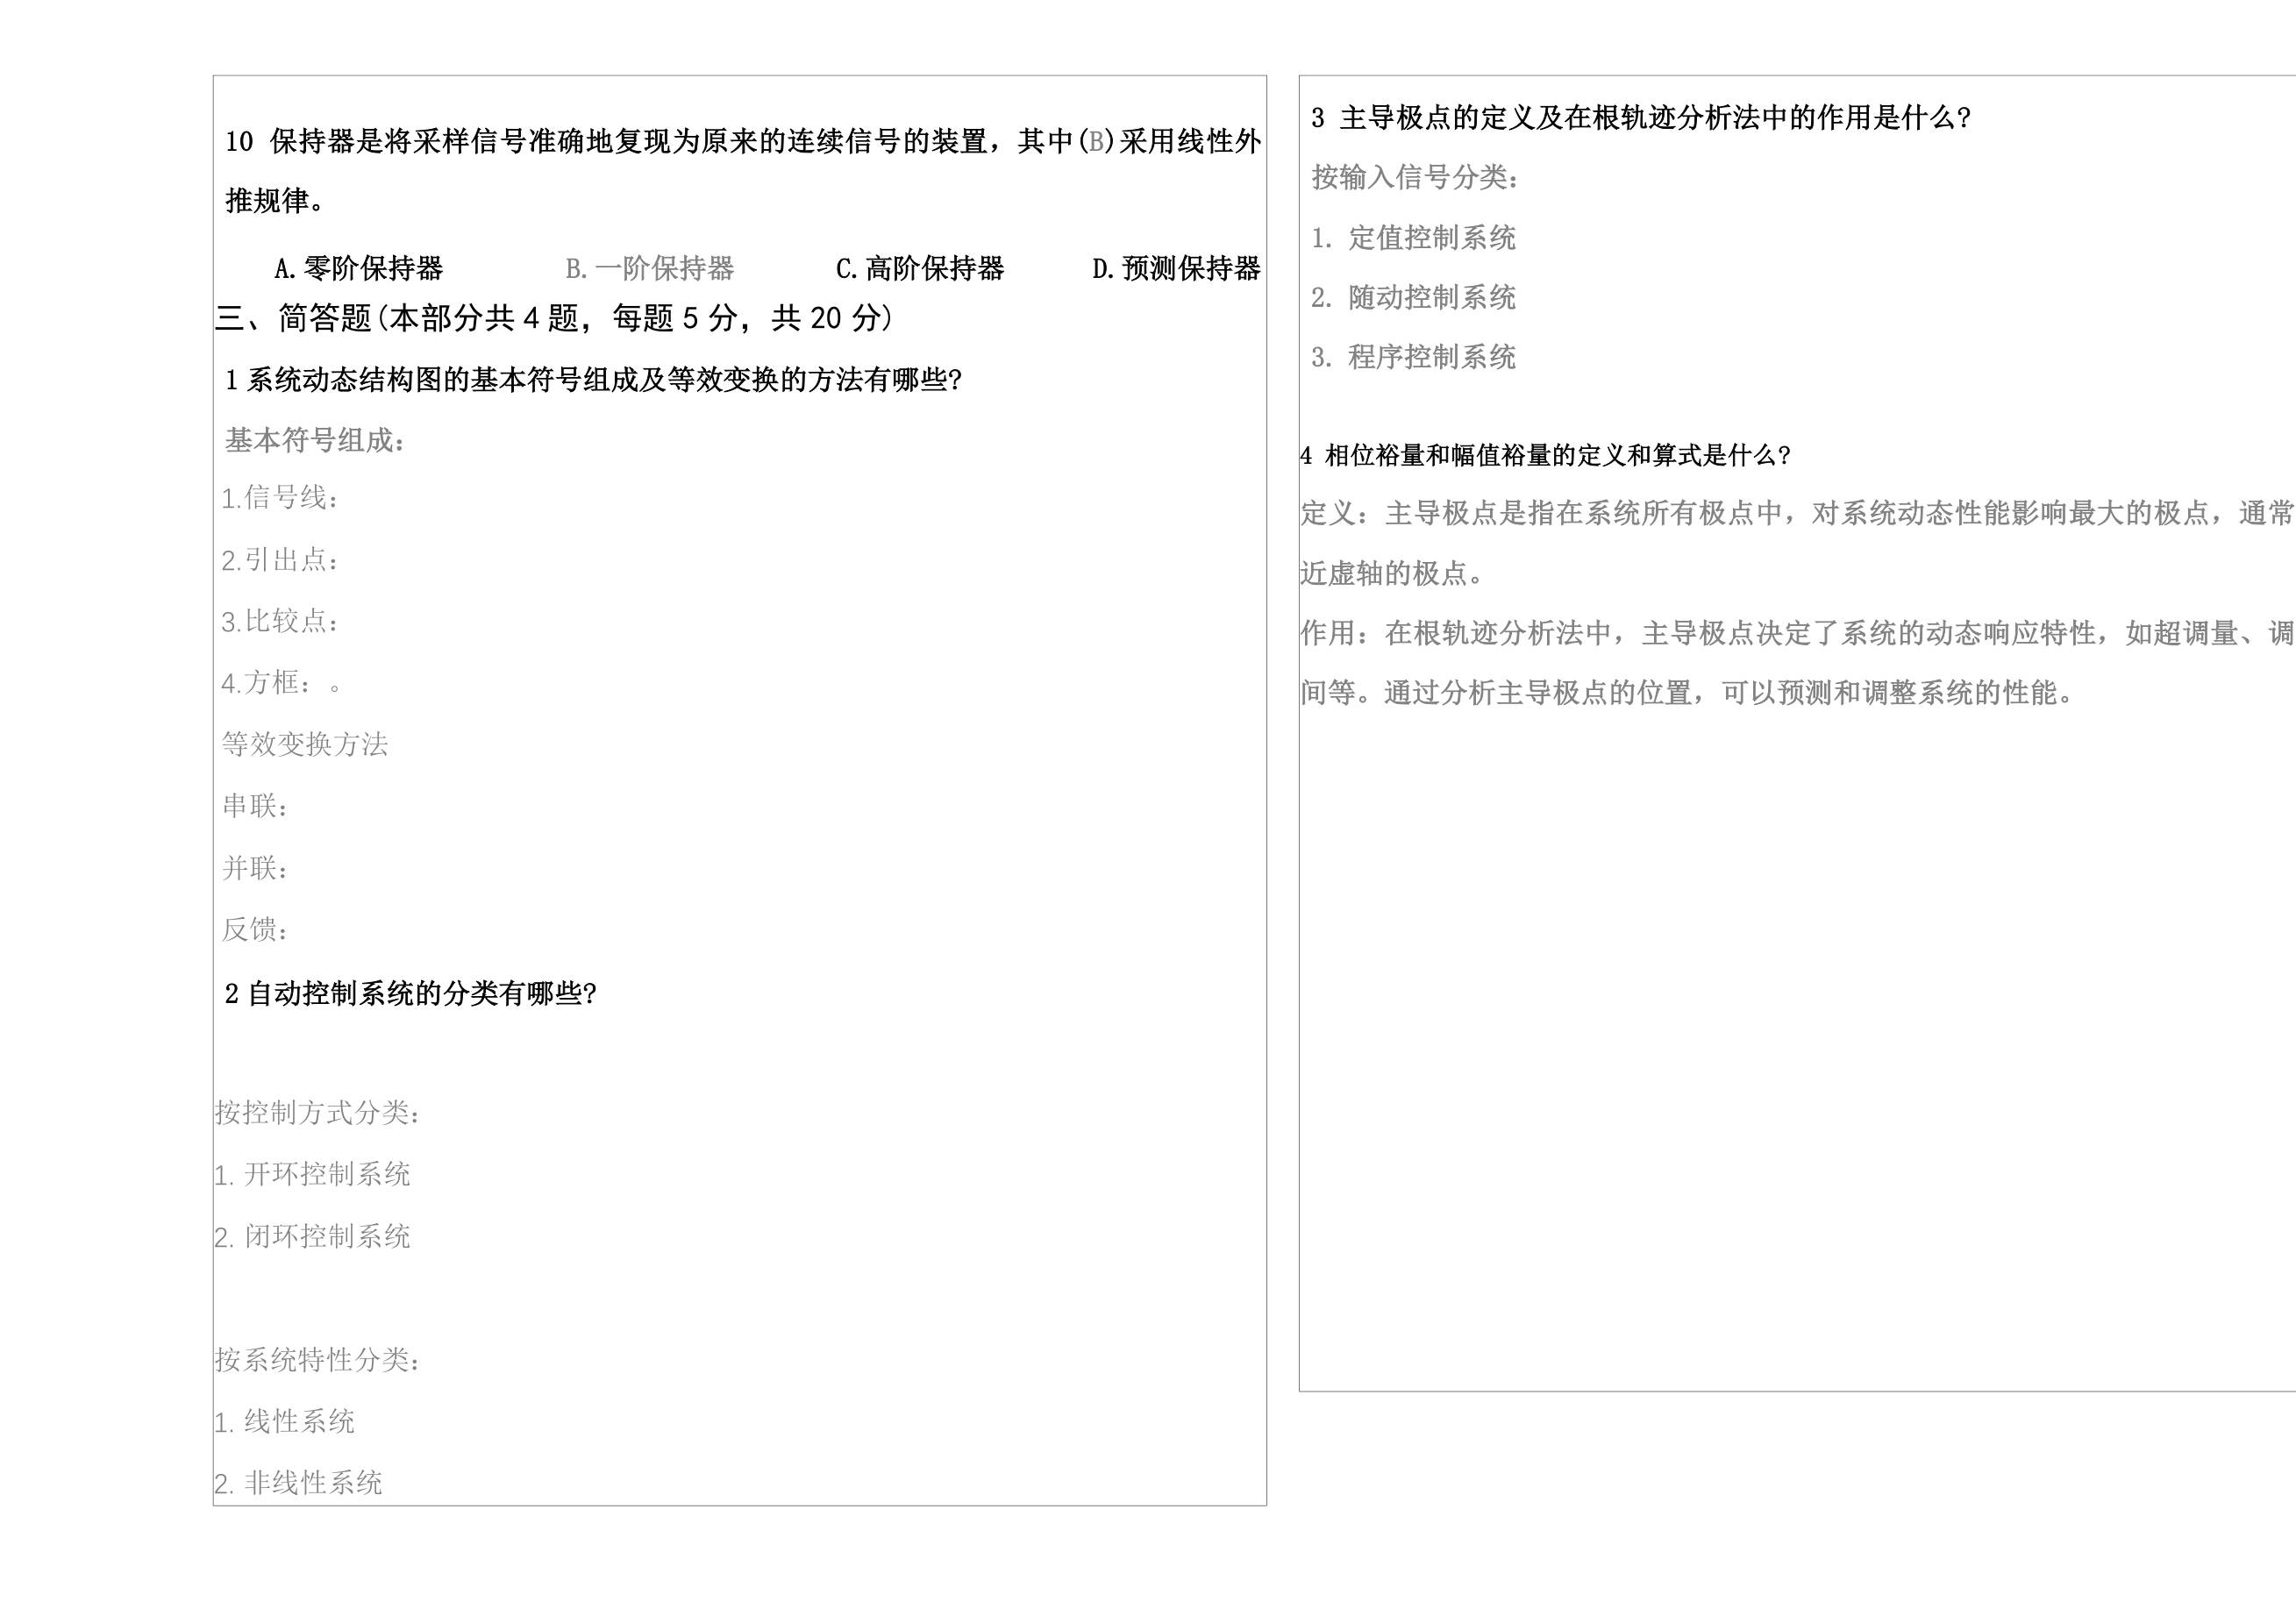 10 保持器是将采样信号准确地复现为原来的连续信号的装置，其中(B)采用线性外
推规律。
A.零阶保持器 B.一阶保持器 C.高阶保持器 D.预测保持器
三、简答题(本部分共4题，每题5分，共20分)
1系统动态结构图的基本符号组成及等效变换的方法有哪些?
基本符号组成：
1.信号线：
2.引出点：
3.比较点：
4.方框：。
等效变换方法
串联：
并联：
反馈：
2自动控制系统的分类有哪些?
按控制方式分类：
1. 开环控制系统
2. 闭环控制系统
按系统特性分类：
1. 线性系统
2. 非线性系统
3 主导极点的定义及在根轨迹分析法中的作用是什么?
按输入信号分类：
1. 定值控制系统
2. 随动控制系统
3. 程序控制系统
4 相位裕量和幅值裕量的定义和算式是什么?
定义：主导极点是指在系统所有极点中，对系统动态性能影响最大的极点，通常
近虚轴的极点。
作用：在根轨迹分析法中，主导极点决定了系统的动态响应特性，如超调量、调
间等。通过分析主导极点的位置，可以预测和调整系统的性能。